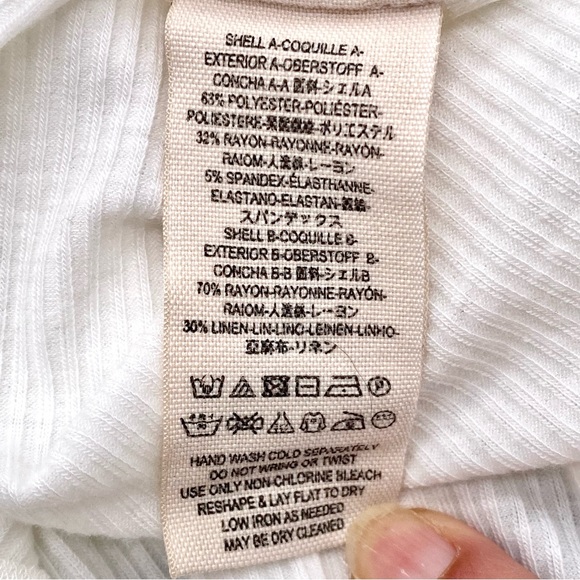 SHELL A-COQUILLE A-
EXTERIOR A-OBERSTOFF A-
CONCHA A-A 面料-シェルA
63% POLYESTER-POLIÉSTER-
POLIESTERE-聚酯纖維-ポリエステル
32% RAYON-RAYONNE-RAYÓN-
RAIOM-人造絲-レーヨン
5% SPANDEX-ÉLASTHANNE-
ELASTANO-ELASTAN-
スパンデックス
SHELL B-COQUILLE B-
EXTERIOR B-OBERSTOFF B-
CONCHA B-B 面料-シェルB
70% RAYON-RAYONNE-RAYÓN-
RAIOM-人造絲-レーヨン
30% LINEN-LIN-LINO-LEINEN-LINHO-
亞麻布-リネン
HAND WASH COLD SEPARATELY
DO NOT WRING OR TWIST
USE ONLY NON-CHLORINE BLEACH
RESHAPE & LAY FLAT TO DRY
LOW IRON AS NEEDED
MAY BE DRY CLEANED